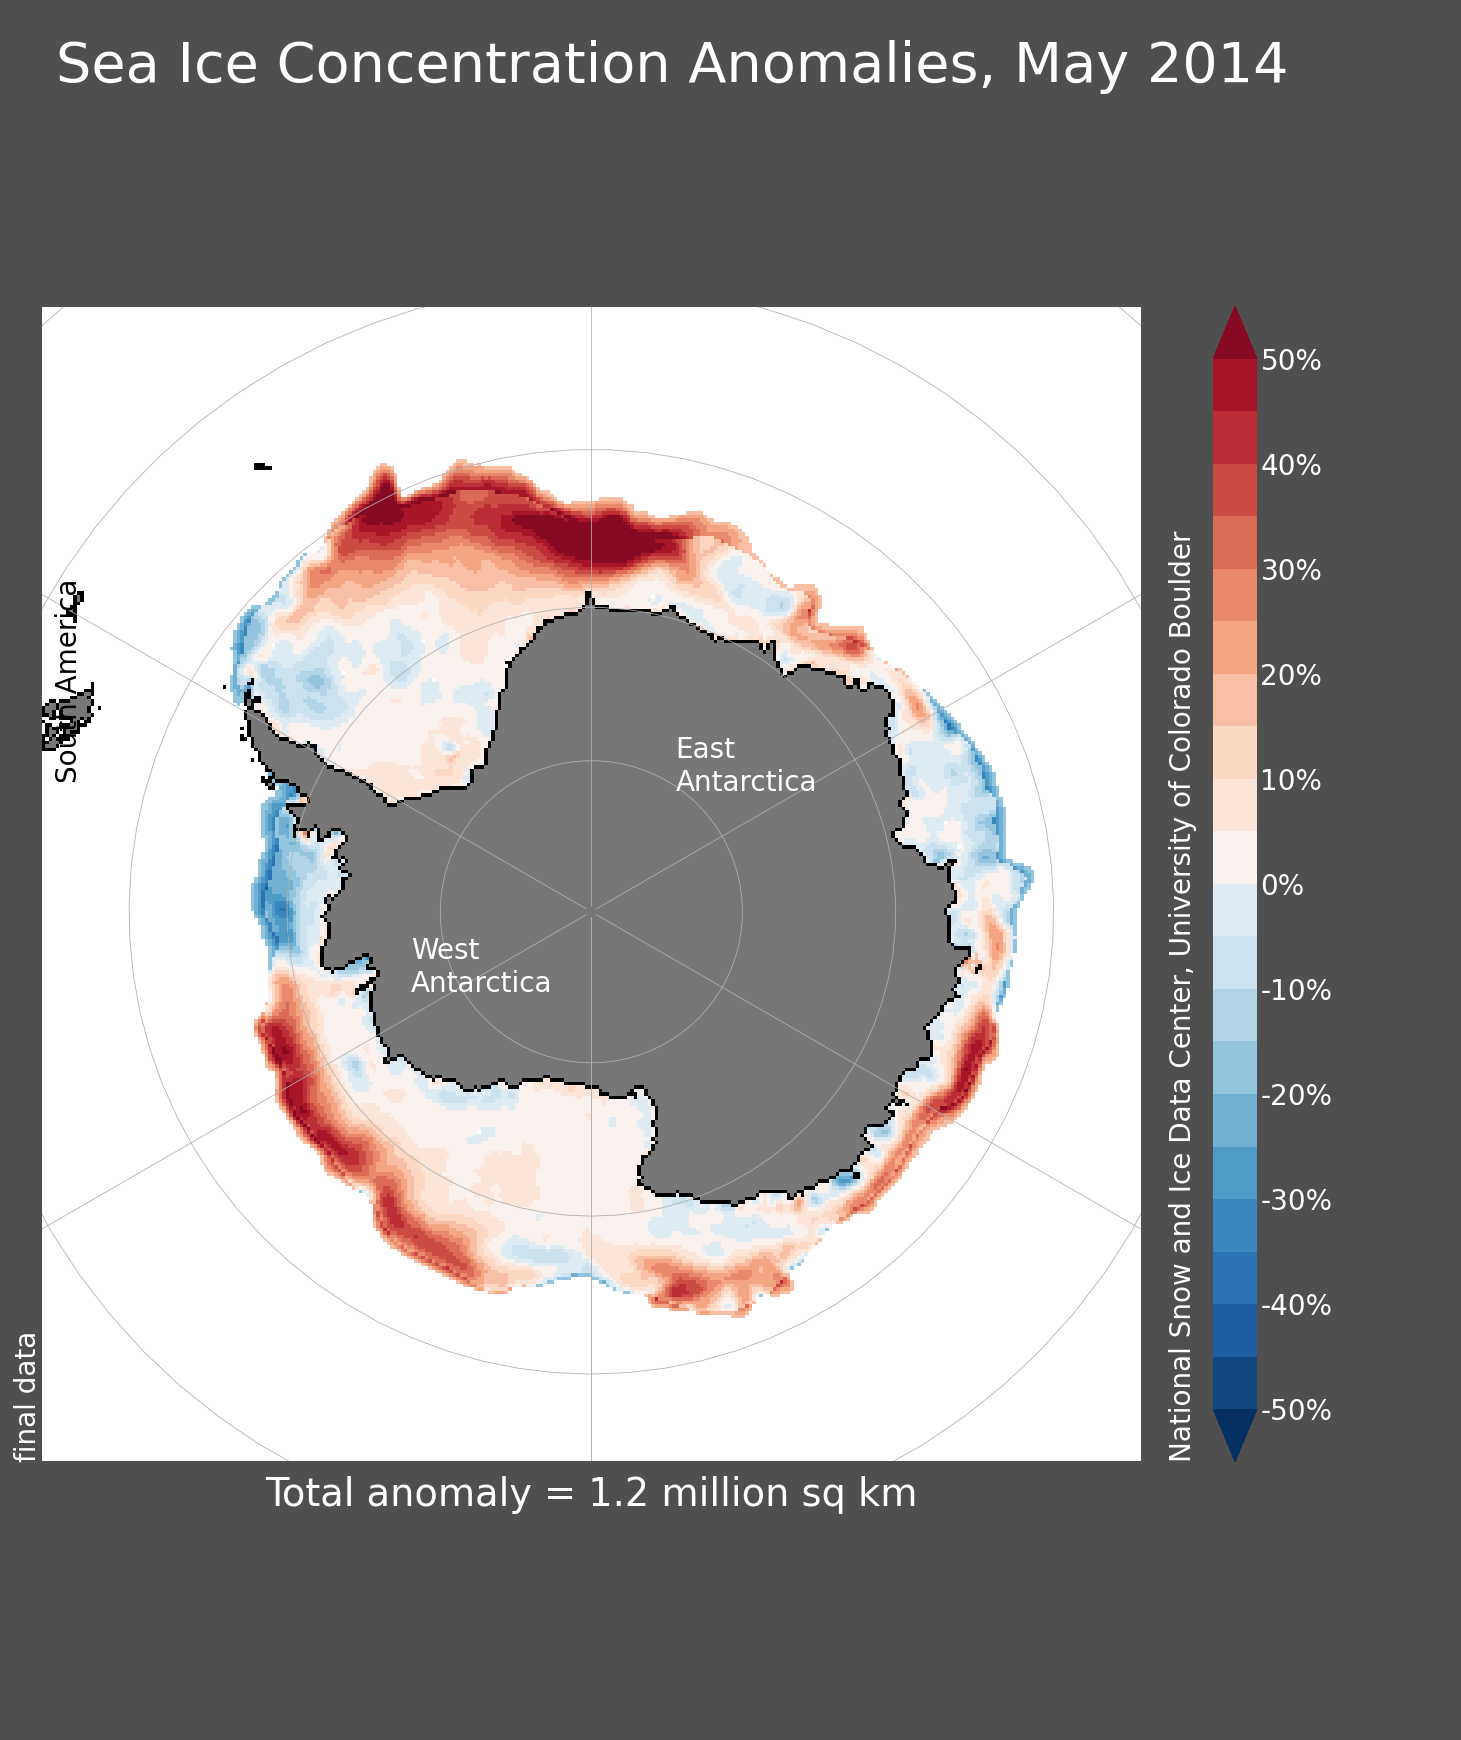 Sea Ice Concentration Anomalies, May 2014
South America
East
Antarctica
West
Antarctica
final data
National Snow and Ice Data Center, University of Colorado Boulder
50%
40%
30%
20%
10%
0%
-10%
-20%
-30%
-40%
-50%
Total anomaly = 1.2 million sq km